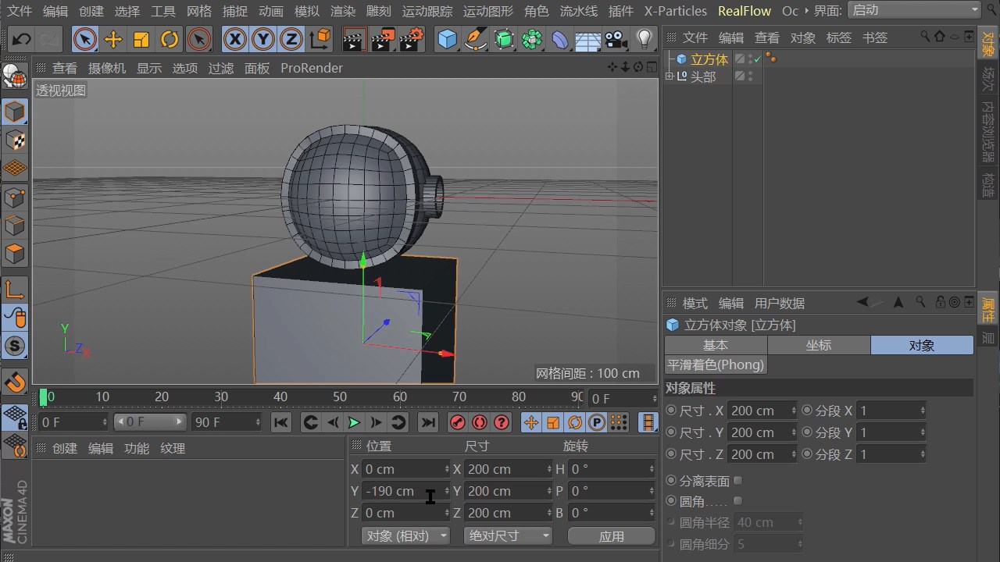 文件 编辑 创建 选择 工具 网格 捕捉 动画 模拟 渲染 雕刻 运动跟踪 运动图形 角色 流水线 插件 X-Particles RealFlow Oc 界面: 启动
X Y Z
文件 编辑 查看 对象 标签 书签
立方体
头部
对象
场次
内容浏览器
构造
查看 摄像机 显示 选项 过滤 面板 ProRender
透视视图
Y
Z
X
网格间距 : 100 cm
0 10 20 30 40 50 60 70 80 90
0 F
0 F 0 F 90 F
P
S
创建 编辑 功能 纹理
位置 尺寸 旋转
X 0 cm X 200 cm H 0 °
Y -190 cm Y 200 cm P 0 °
Z 0 cm Z 200 cm B 0 °
对象 (相对) 绝对尺寸 应用
MAXON CINEMA 4D
模式 编辑 用户数据
立方体对象 [立方体]
基本 坐标 对象
平滑着色(Phong)
对象属性
尺寸 . X 200 cm 分段 X 1
尺寸 . Y 200 cm 分段 Y 1
尺寸 . Z 200 cm 分段 Z 1
分离表面
圆角.....
圆角半径 40 cm
圆角细分 5
属性
层